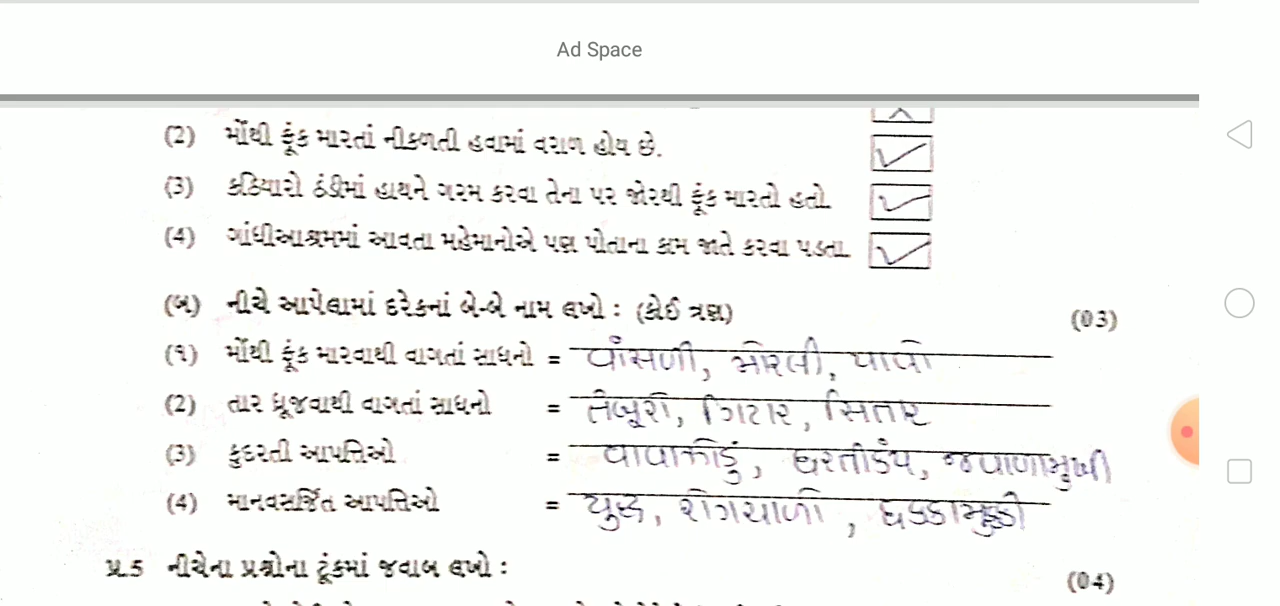 Ad Space
(2) મોંથી ફૂંક મારતાં નીકળતી હવામાં વરાળ હોય છે.
(3) કઠિયારો ઠંડીમાં હાથને ગરમ કરવા તેના પર જોરથી ફૂંક મારતો હતો.
(4) ગાંધીઆશ્રમમાં આવતા મહેમાનોએ પણ પોતાના કામ જાતે કરવા પડતા.
(બ) નીચે આપેલામાં દરેકનાં બે-બે નામ લખો : (કોઈ ત્રણ) (03)
(૧) મોંથી ફૂંક મારવાથી વાગતાં સાધનો = વાંસળી, મોરલી, પાવો
(2) તાર ધ્રૂજવાથી વાગતાં સાધનો = તંબૂરો, ગિટાર, સિતાર
(3) કુદરતી આપત્તિઓ = વાવાઝોડું, ધરતીકંપ, જવાળામુખી
(4) માનવસર્જિત આપત્તિઓ = યુદ્ધ, રોગચાળો, ધક્કામુક્કી
પ્ર.5 નીચેના પ્રશ્નોના ટૂંકમાં જવાબ લખો : (04)